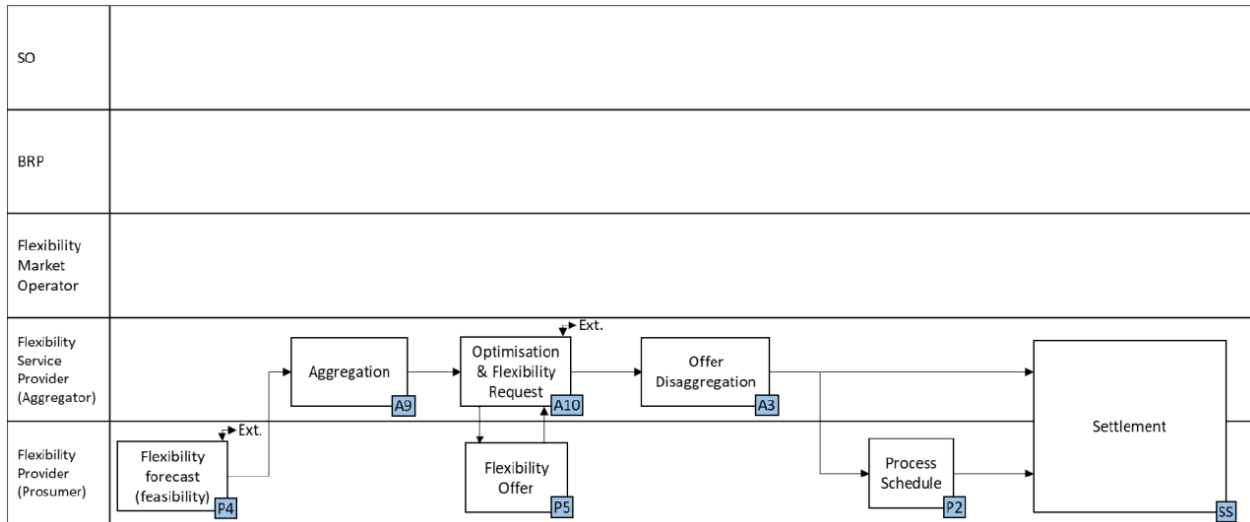 SO
BRP
Flexibility
Market
Operator
Flexibility
Service
Provider
(Aggregator)
Aggregation
A9
Ext.
Optimisation
& Flexibility
Request
A10
Offer
Disaggregation
A3
Settlement
SS
Flexibility
Provider
(Prosumer)
Ext.
Flexibility
forecast
(feasibility)
P4
Flexibility
Offer
P5
Process
Schedule
P2